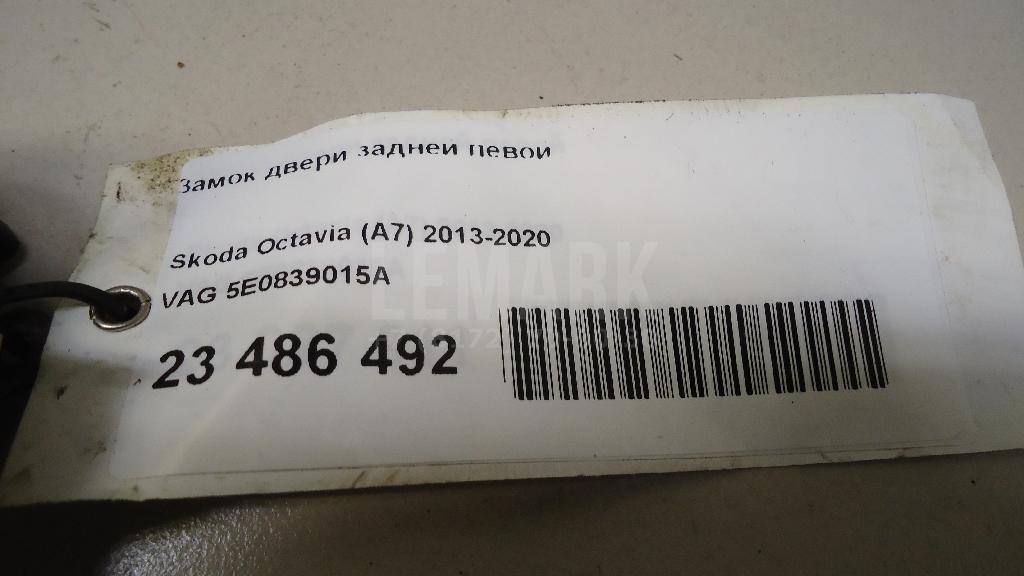 Замок двери задней левой
Skoda Octavia (A7) 2013-2020
VAG 5E0839015A
23 486 492
LEMARK